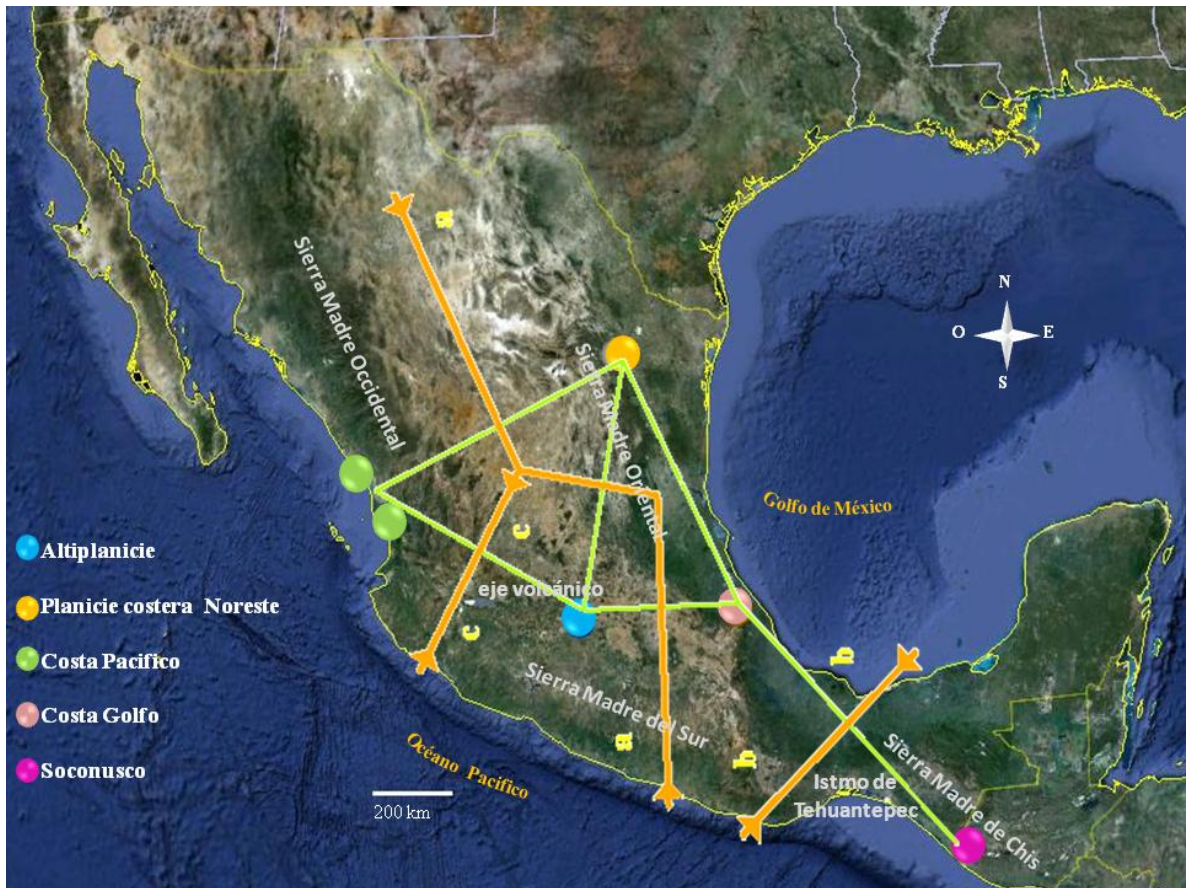 a
Sierra Madre Occidental
N
O
E
S
Sierra Madre Oriental
Golfo de México
c
Altiplanicie
eje volcánico
Planicie costera Noreste
c
Costa Pacifico
b
Sierra Madre del Sur
Costa Golfo
a
b
Océano Pacifico
Soconusco
Istmo de
Tehuantepec
Sierra Madre de Chis
200 km